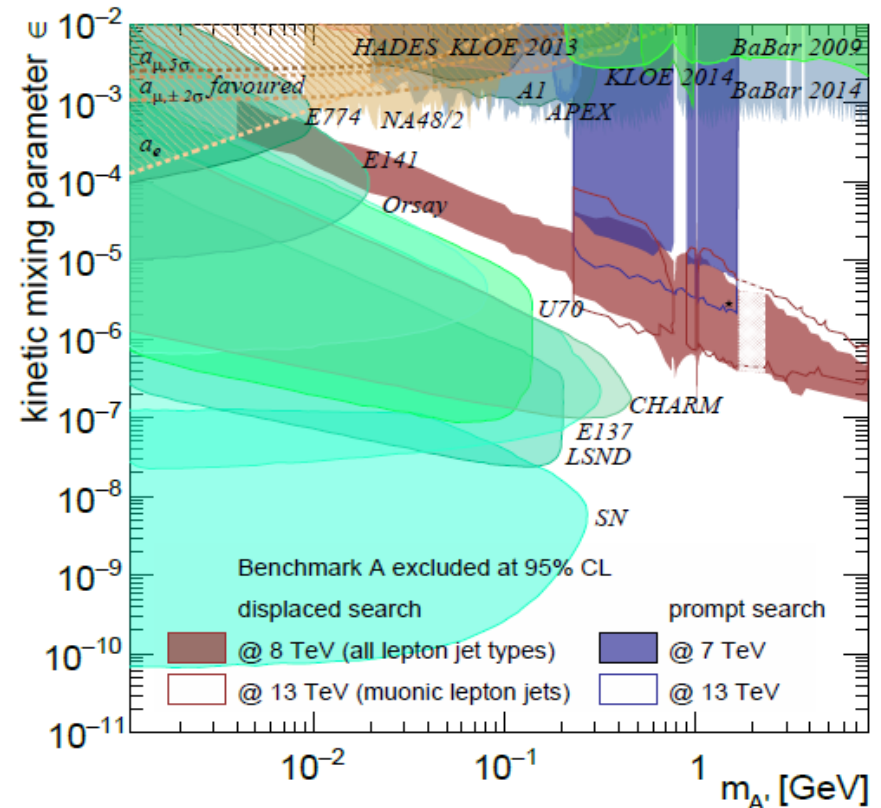 kinetic mixing parameter ϵ
10⁻²
10⁻³
10⁻⁴
10⁻⁵
10⁻⁶
10⁻⁷
10⁻⁸
10⁻⁹
10⁻¹⁰
10⁻¹¹
a_μ,5σ
a_μ,±2σ favoured
a_e
HADES KLOE 2013
BaBar 2009
KLOE 2014
A1
BaBar 2014
APEX
NA48/2
E774
E141
Orsay
U70
*
CHARM
E137
LSND
SN
Benchmark A excluded at 95% CL
displaced search
@ 8 TeV (all lepton jet types)
@ 13 TeV (muonic lepton jets)
prompt search
@ 7 TeV
@ 13 TeV
10⁻² 10⁻¹ 1
m_A' [GeV]